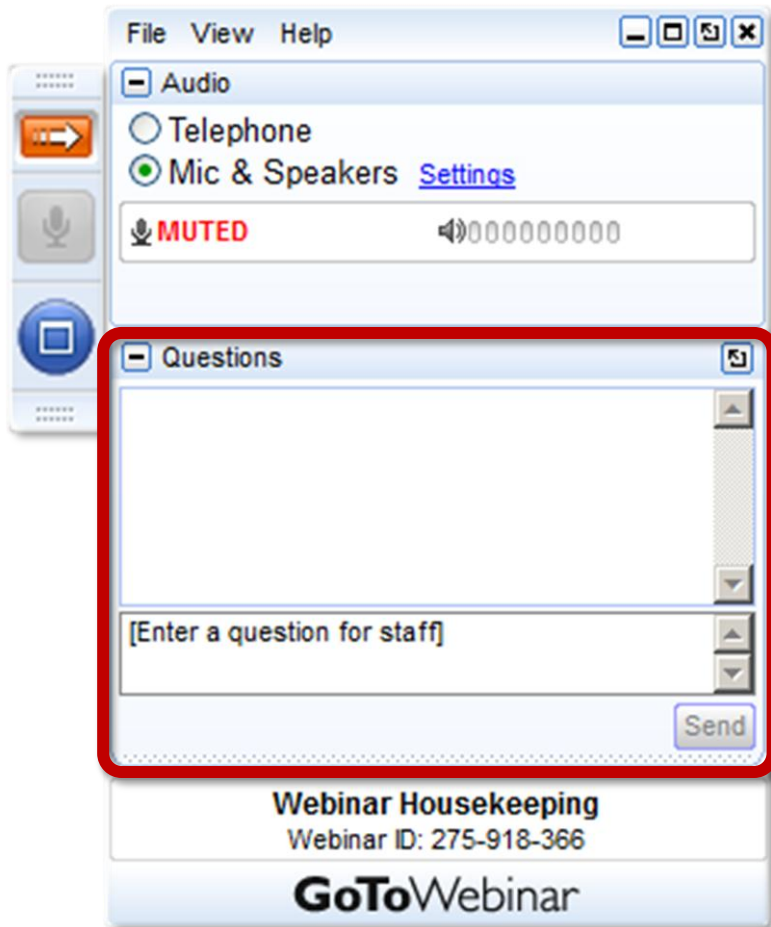 File View Help
Audio
Telephone
Mic & Speakers Settings
MUTED
Questions
[Enter a question for staff]
Send
Webinar Housekeeping
Webinar ID: 275-918-366
GoToWebinar